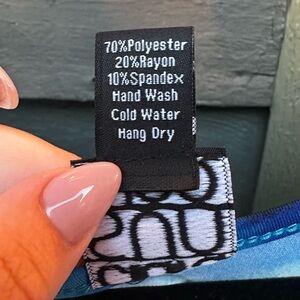 70%Polyester
20%Rayon
10%Spandex
Hand Wash
Cold Water
Hang Dry